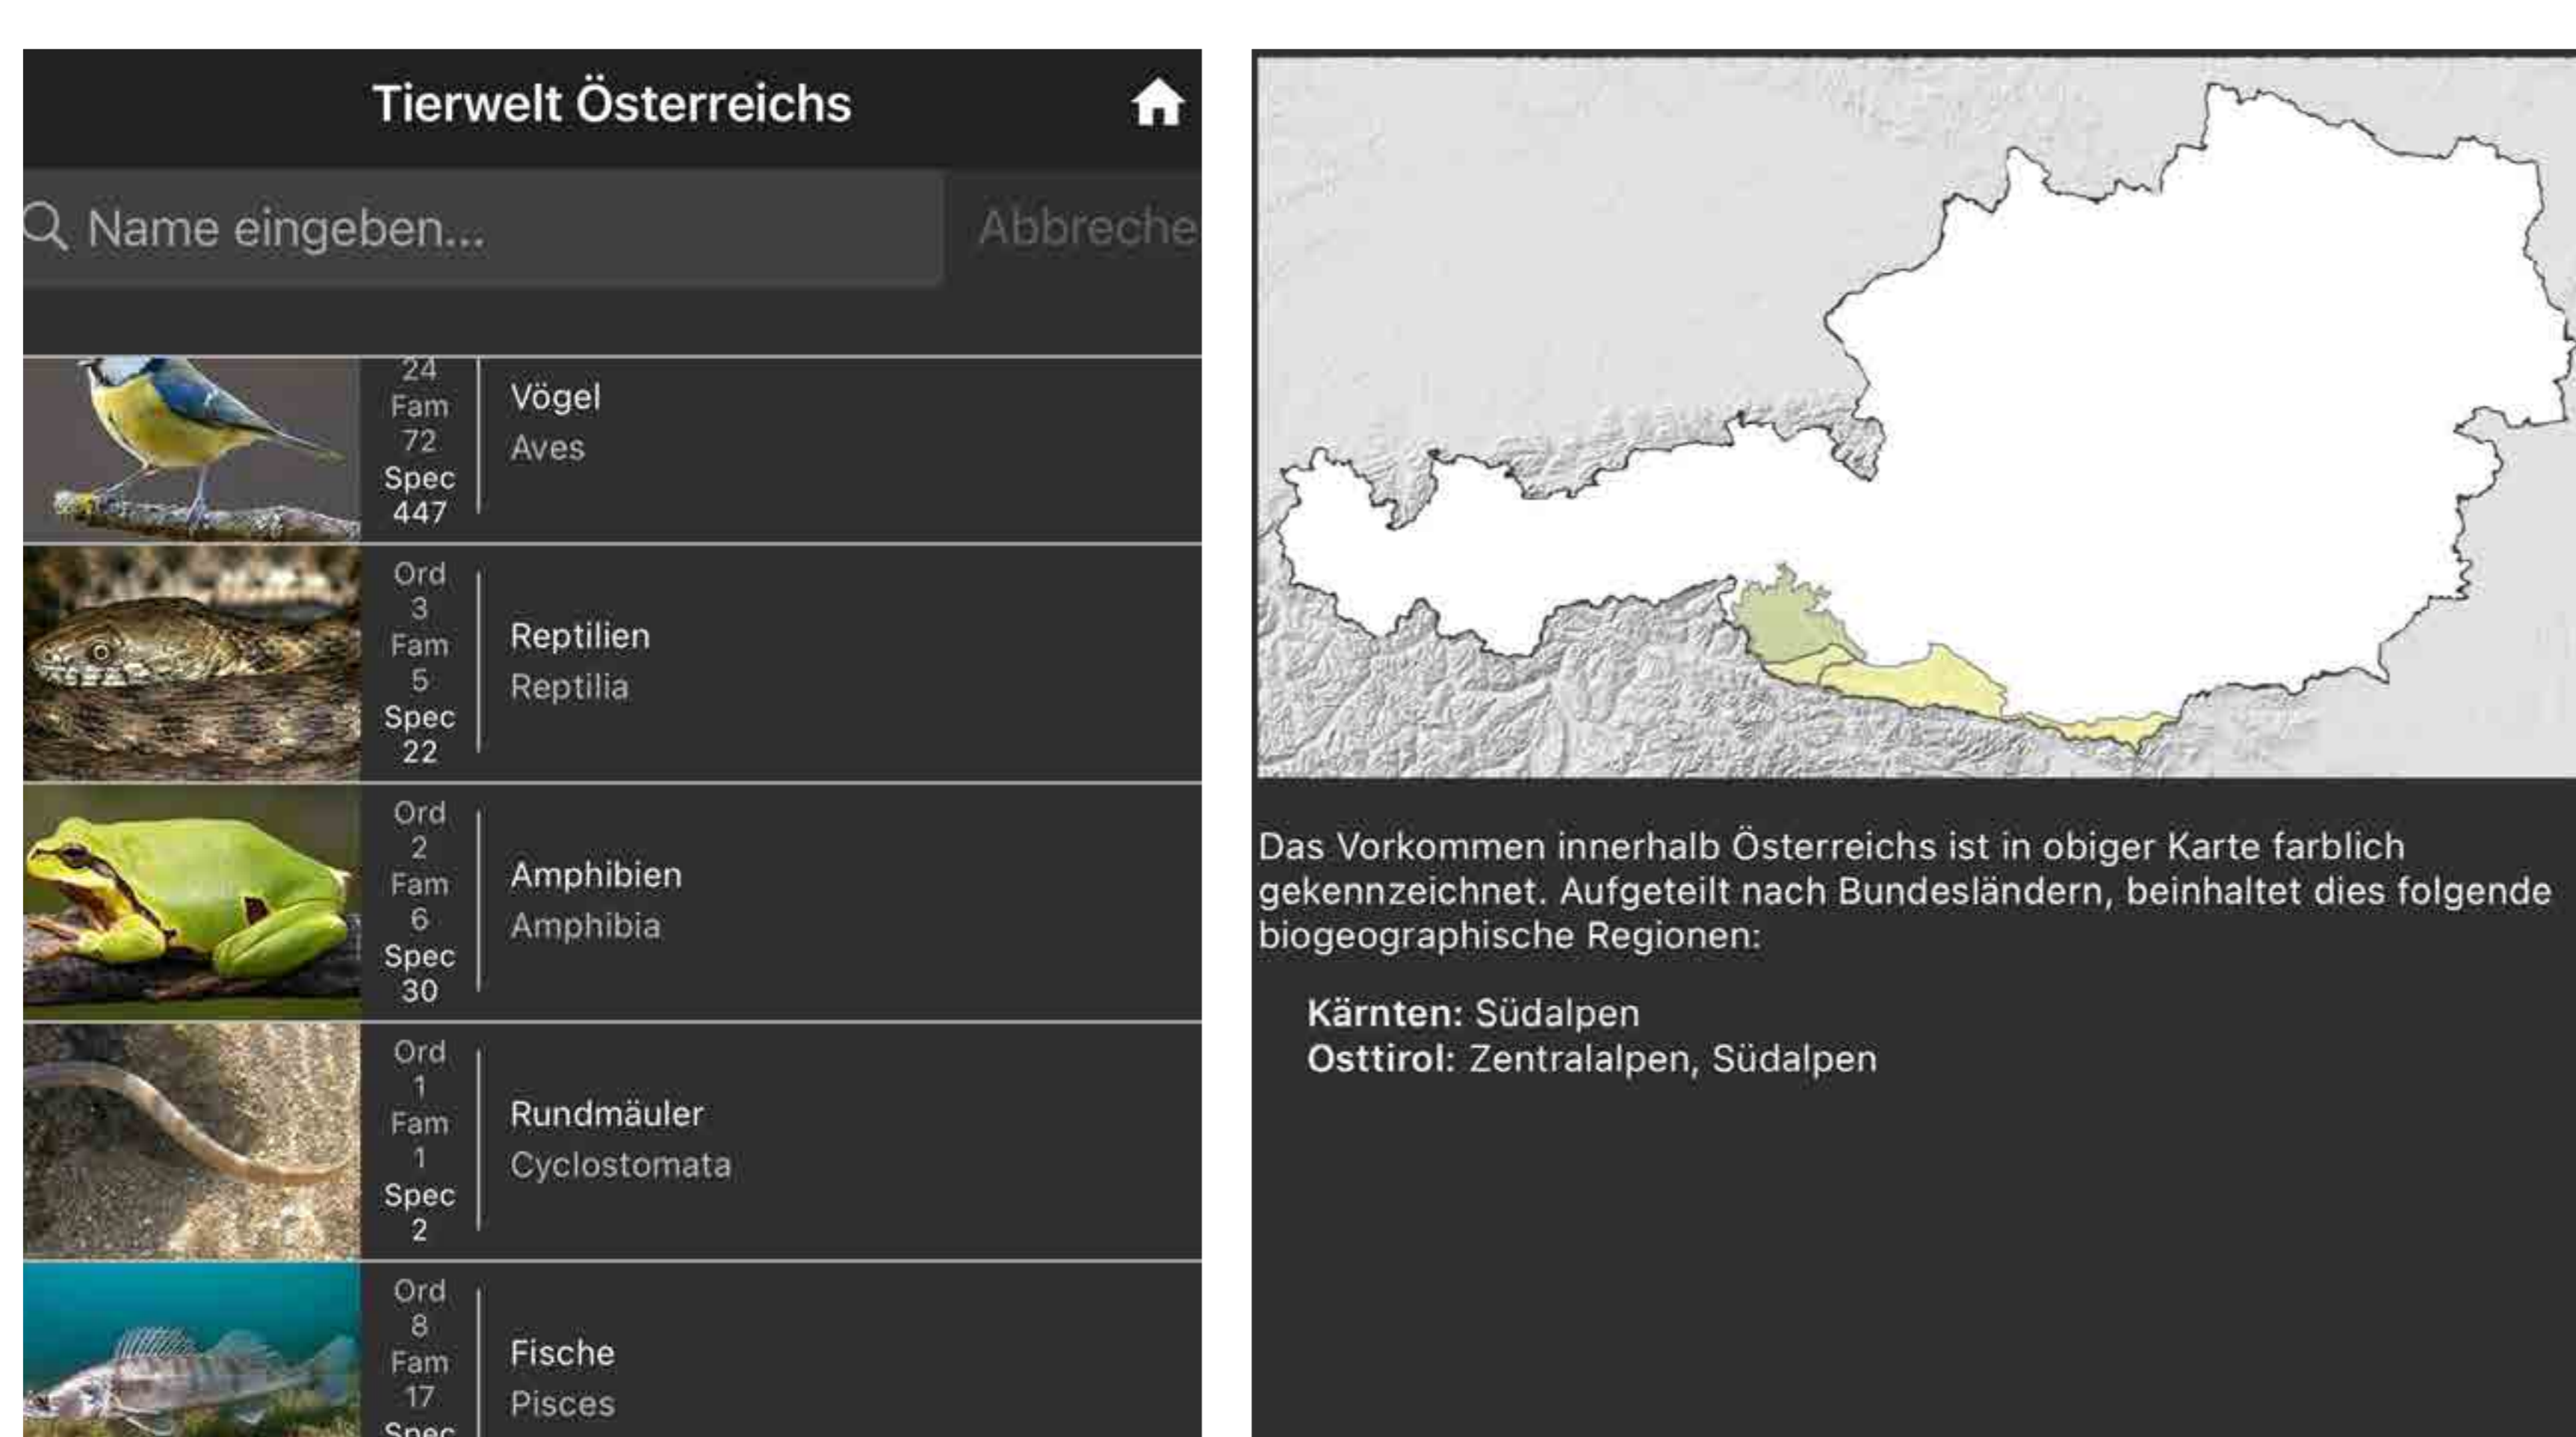 Tierwelt Österreichs
Name eingeben...
Abbreche
24
Fam
72
Spec
447
Vögel
Aves
Ord
3
Fam
5
Spec
22
Reptilien
Reptilia
Ord
2
Fam
6
Spec
30
Amphibien
Amphibia
Ord
1
Fam
1
Spec
2
Rundmäuler
Cyclostomata
Ord
8
Fam
17
Spec
Fische
Pisces
Das Vorkommen innerhalb Österreichs ist in obiger Karte farblich
gekennzeichnet. Aufgeteilt nach Bundesländern, beinhaltet dies folgende
biogeographische Regionen:
Kärnten: Südalpen
Osttirol: Zentralalpen, Südalpen